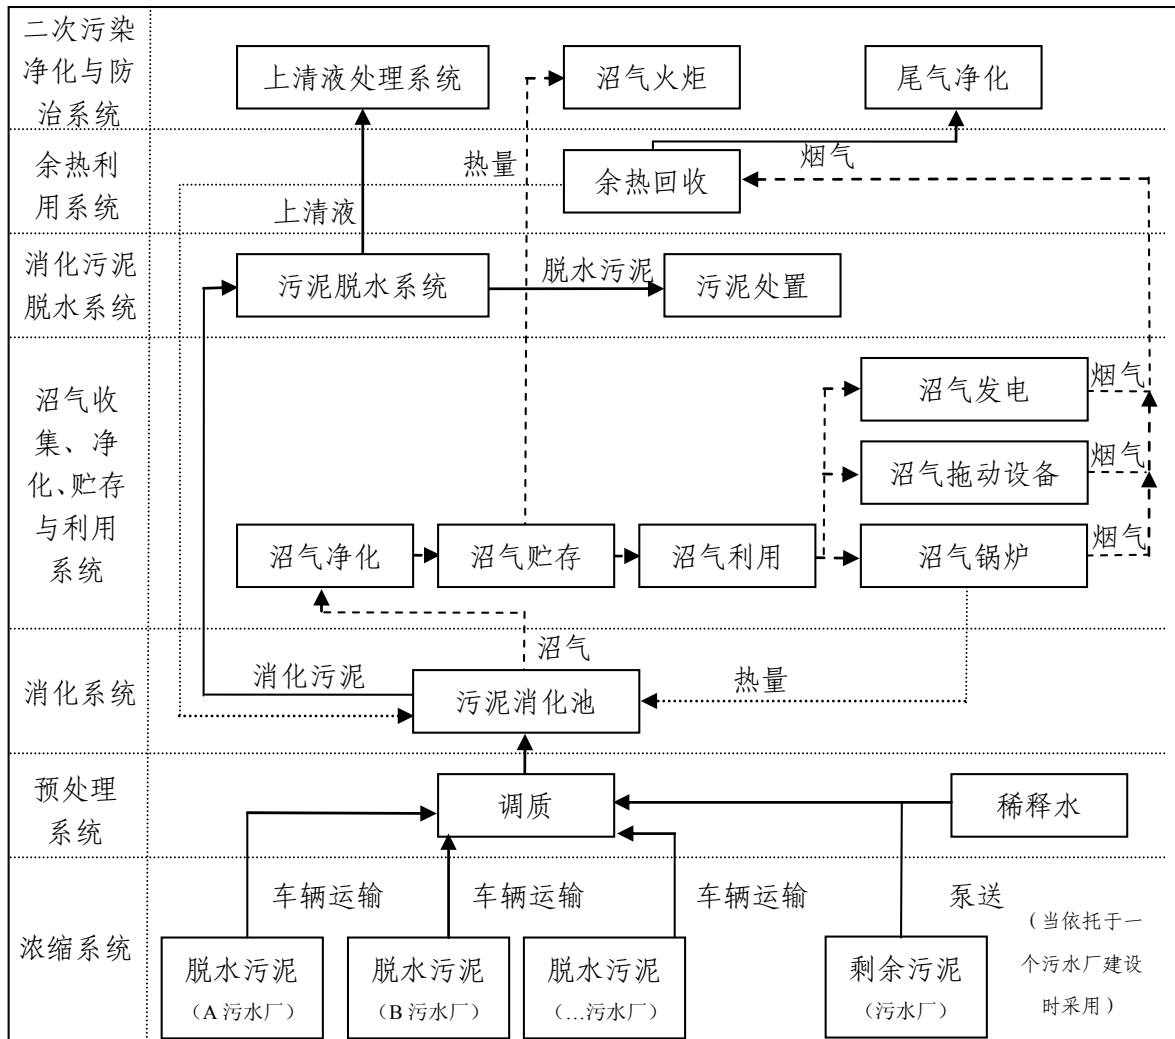 二次污染
净化与防
治系统
上清液处理系统
沼气火炬
尾气净化
余热利
用系统
热量
余热回收
烟气
上清液
消化污泥
脱水系统
污泥脱水系统
脱水污泥
污泥处置
沼气收
集、净
化、贮存
与利用
系统
沼气发电
烟气
沼气拖动设备
烟气
沼气净化
沼气贮存
沼气利用
沼气锅炉
烟气
消化系统
沼气
消化污泥
污泥消化池
热量
预处理
系统
调质
稀释水
浓缩系统
车辆运输
车辆运输
车辆运输
泵送
脱水污泥
（A 污水厂）
脱水污泥
（B 污水厂）
脱水污泥
（…污水厂）
剩余污泥
（污水厂）
（当依托于一
个污水厂建设
时采用）